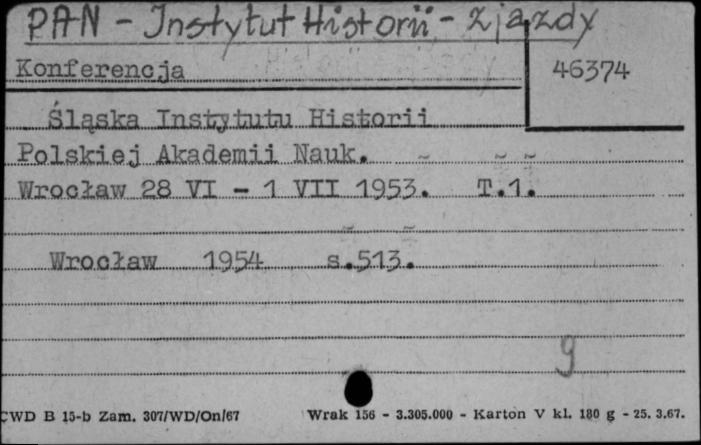 PAN - Instytut Historii - zjazdy
Konferencja 46374
Śląska Instytutu Historii
Polskiej Akademii Nauk.
Wrocław 28 VI - 1 VII 1953. T.1.
Wrocław 1954 s.513.
g
CWD B 15-b Zam. 307/WD/On/67 Wrak 156 - 3.305.000 - Karton V kl. 180 g - 25. 3.67.